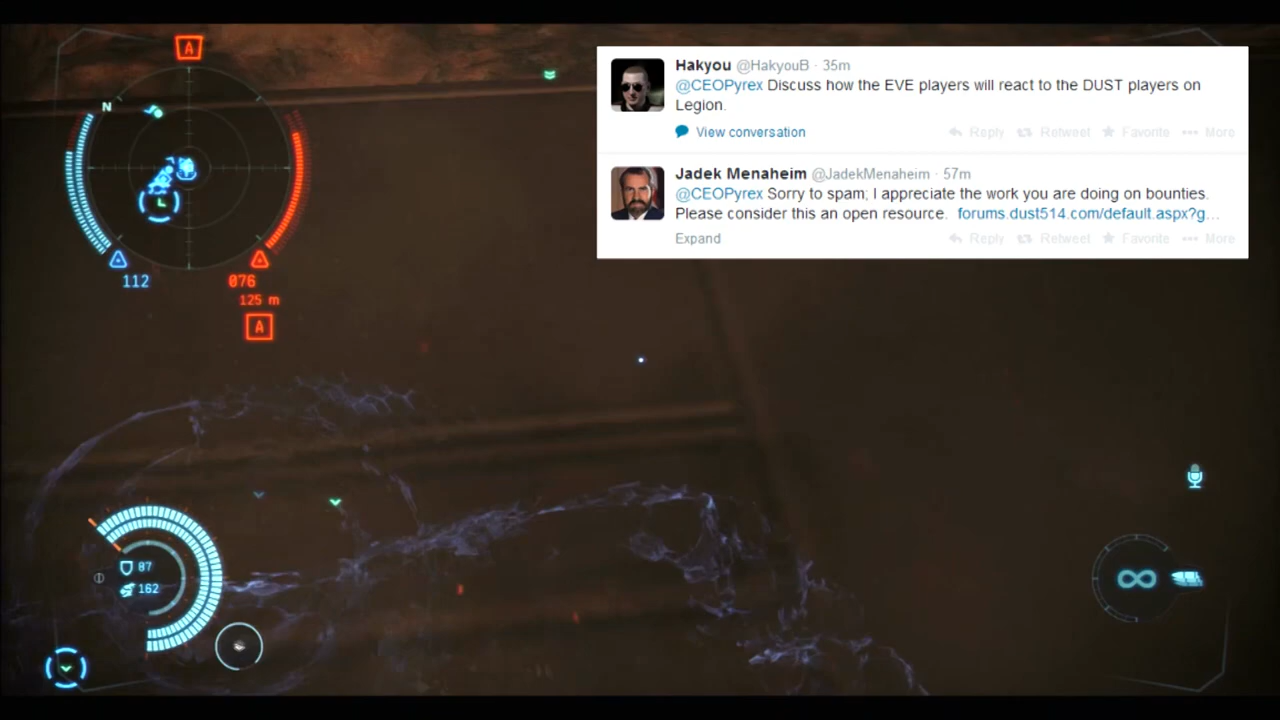 A
N
112
076
125 m
A
Hakyou @HakyouB · 35m
@CEOPyrex Discuss how the EVE players will react to the DUST players on
Legion.
View conversation
Reply Retweet Favorite More
Jadek Menaheim @JadekMenaheim · 57m
@CEOPyrex Sorry to spam; I appreciate the work you are doing on bounties.
Please consider this an open resource. forums.dust514.com/default.aspx?g...
Expand
Reply Retweet Favorite More
87
162